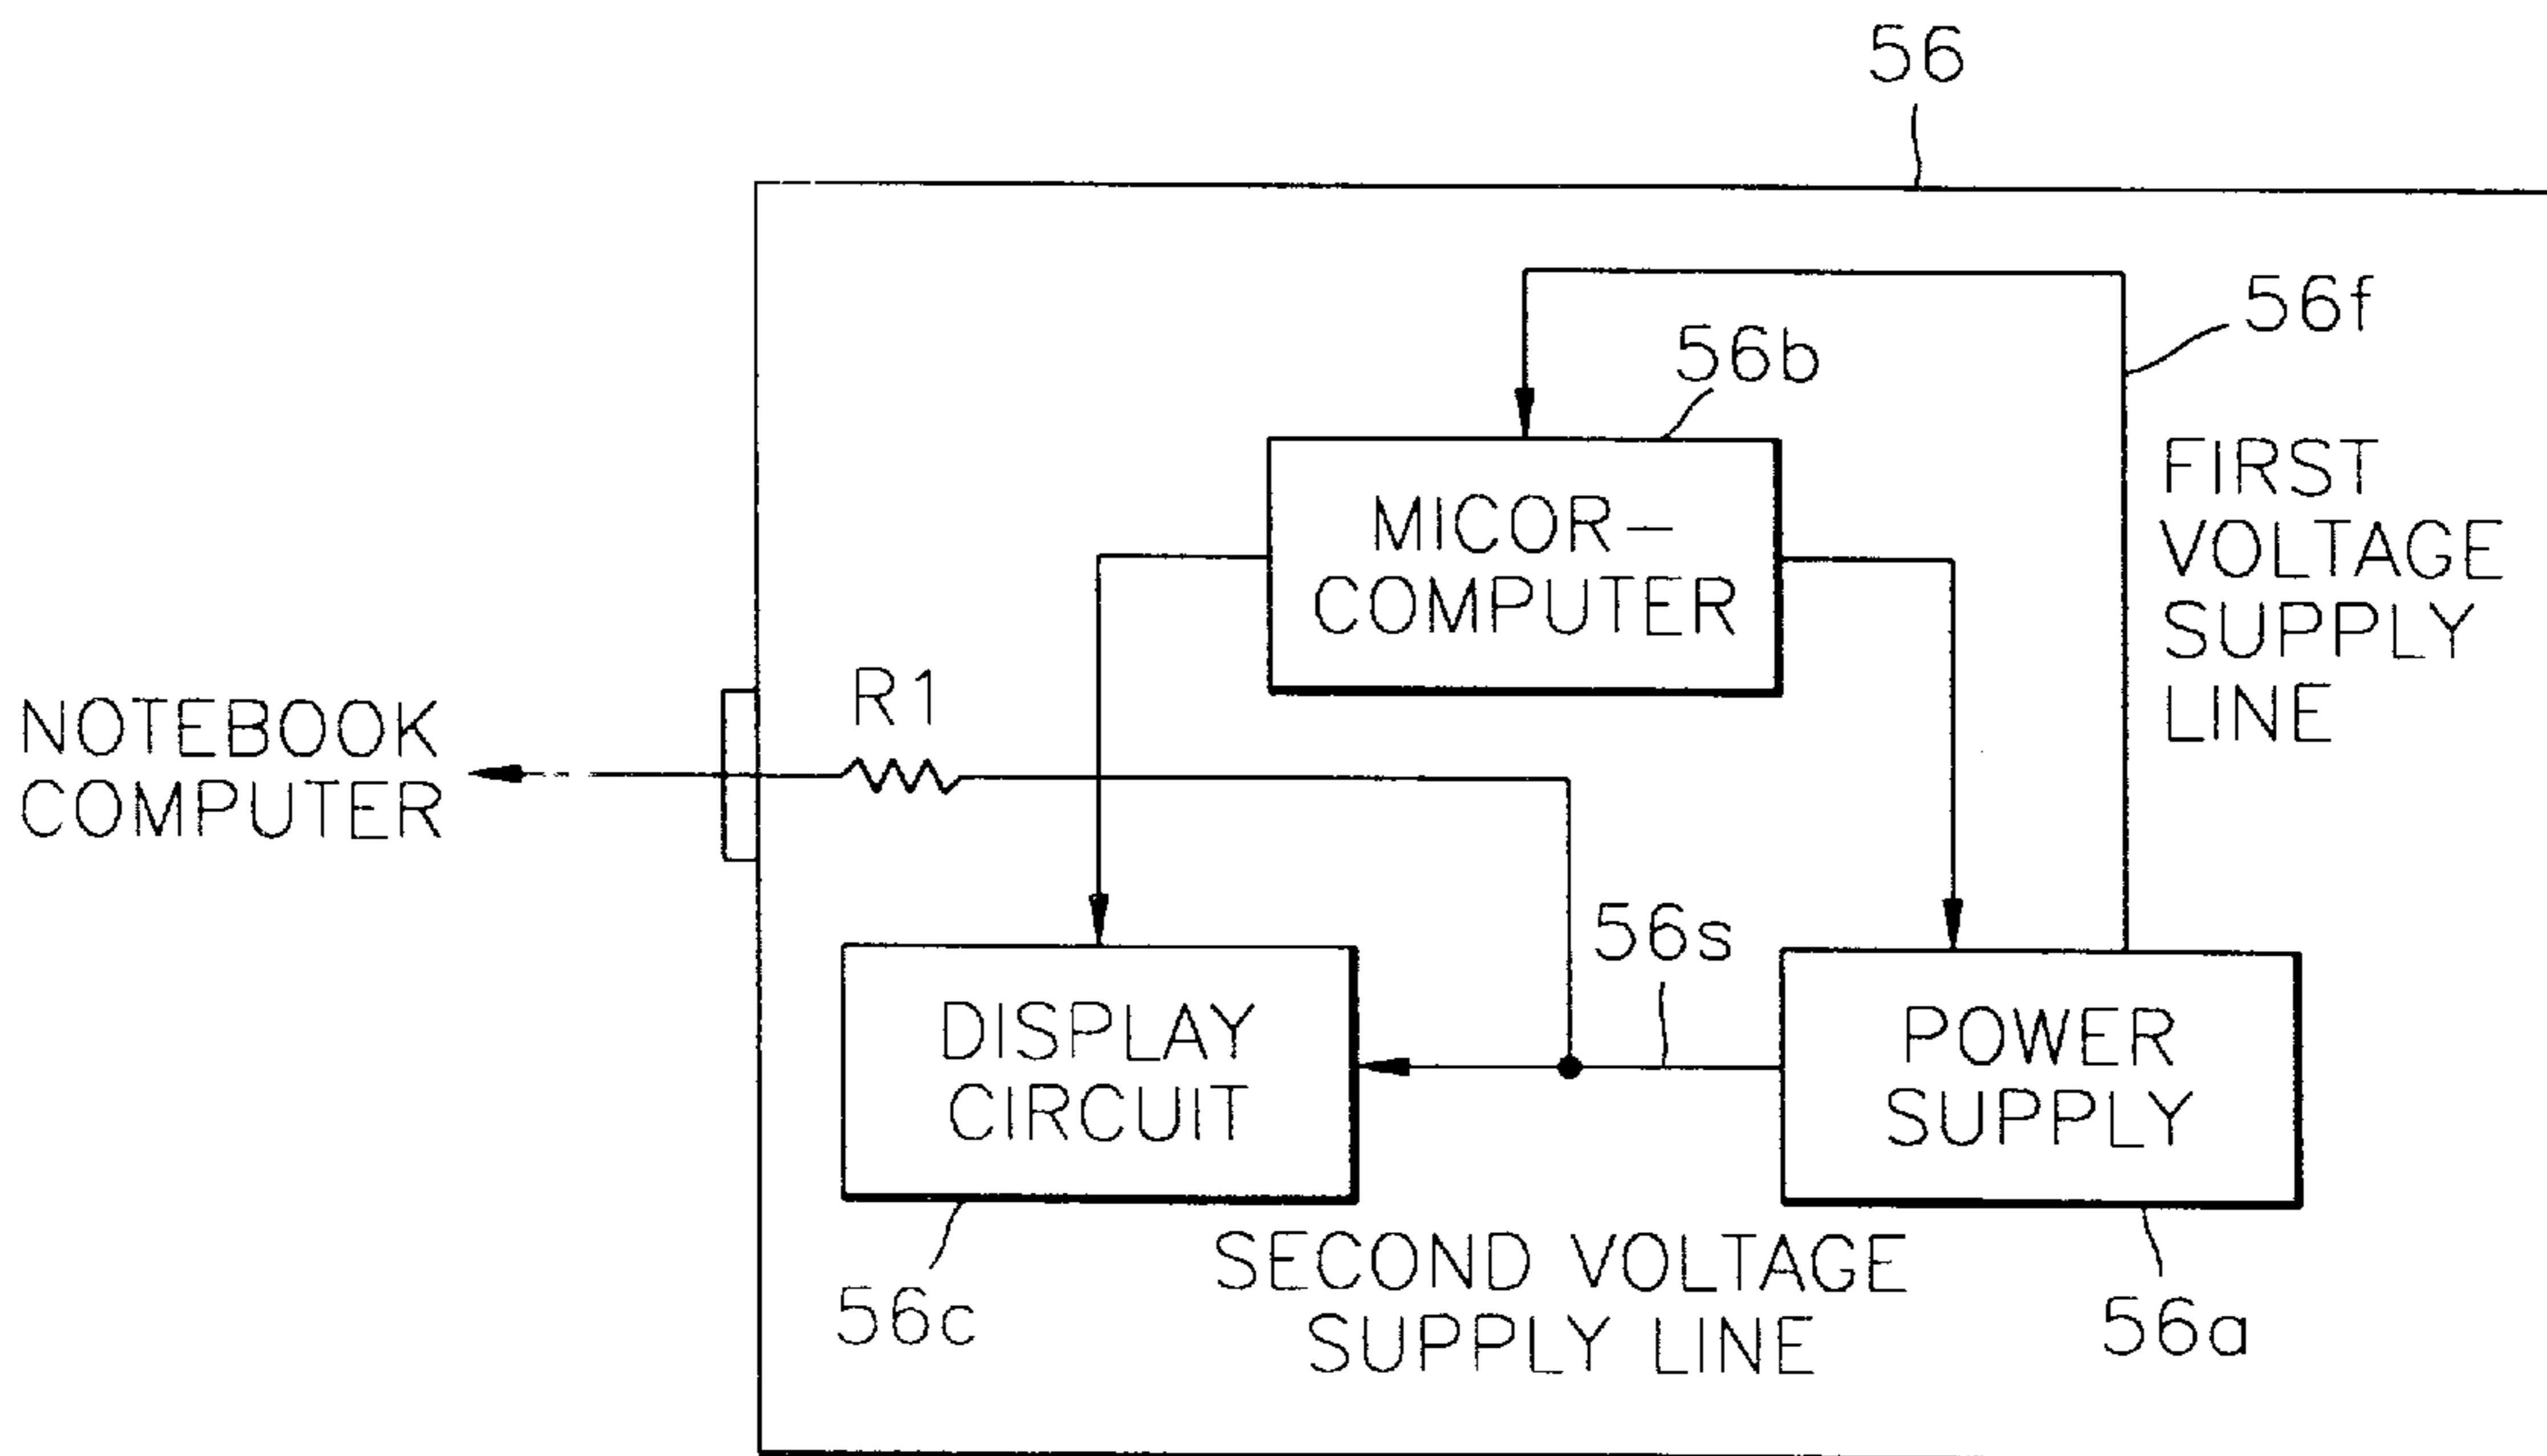 56
56f
56b
FIRST
VOLTAGE
SUPPLY
LINE
MICOR-
COMPUTER
R1
NOTEBOOK
COMPUTER
56s
DISPLAY
CIRCUIT
POWER
SUPPLY
SECOND VOLTAGE
SUPPLY LINE
56c
56a